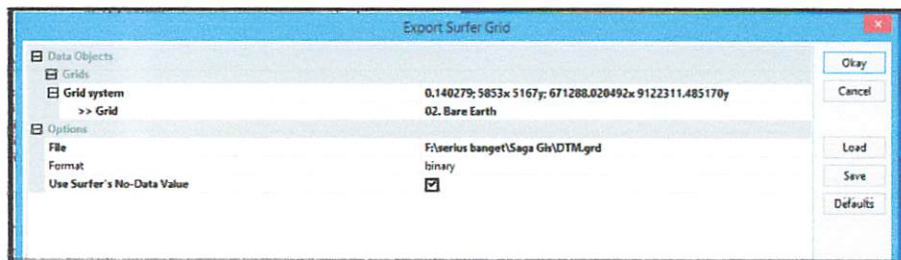 Export Surfer Grid
Data Objects
Grids
Grid system 0.140279; 5853x 5167y; 671288.020492x 9122311.485170y
>> Grid 02. Bare Earth
Options
File F:\serius banget\Saga Gis\DTM.grd
Format binary
Use Surfer's No-Data Value
Okay
Cancel
Load
Save
Defaults